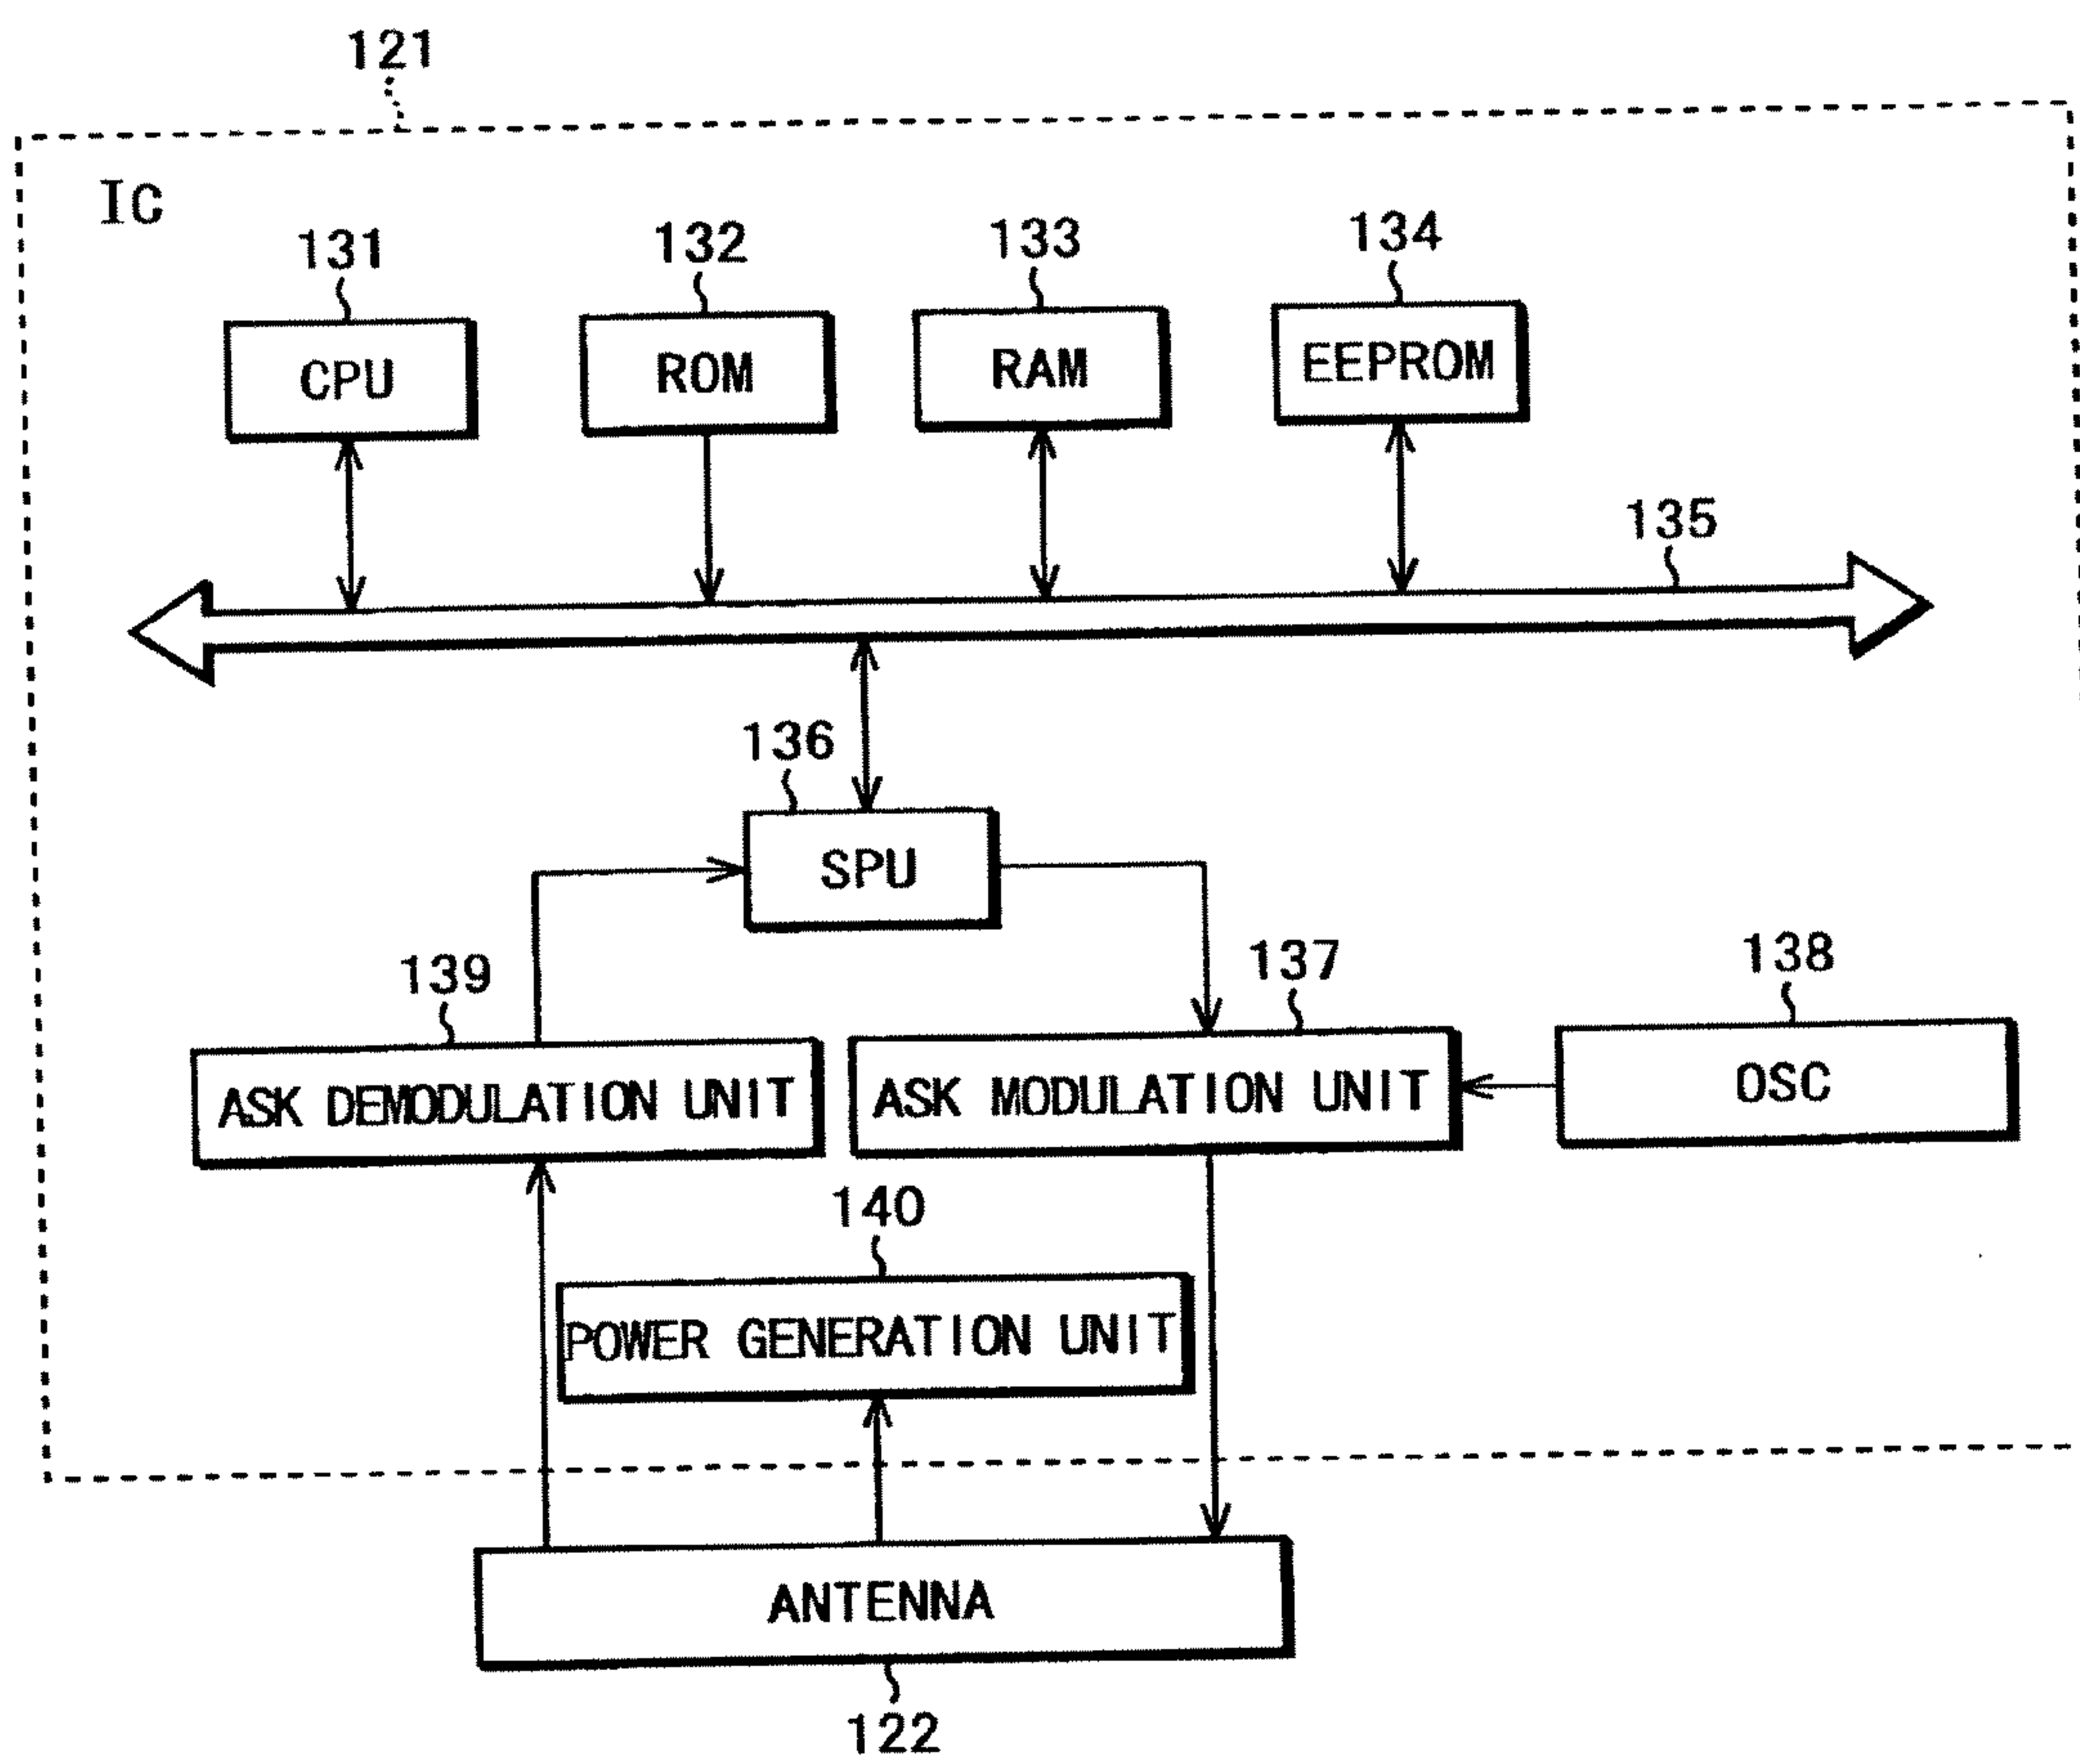 121
IC
131
132
133
134
CPU
ROM
RAM
EEPROM
135
136
SPU
139
137
138
ASK DEMODULATION UNIT
ASK MODULATION UNIT
OSC
140
POWER GENERATION UNIT
ANTENNA
122